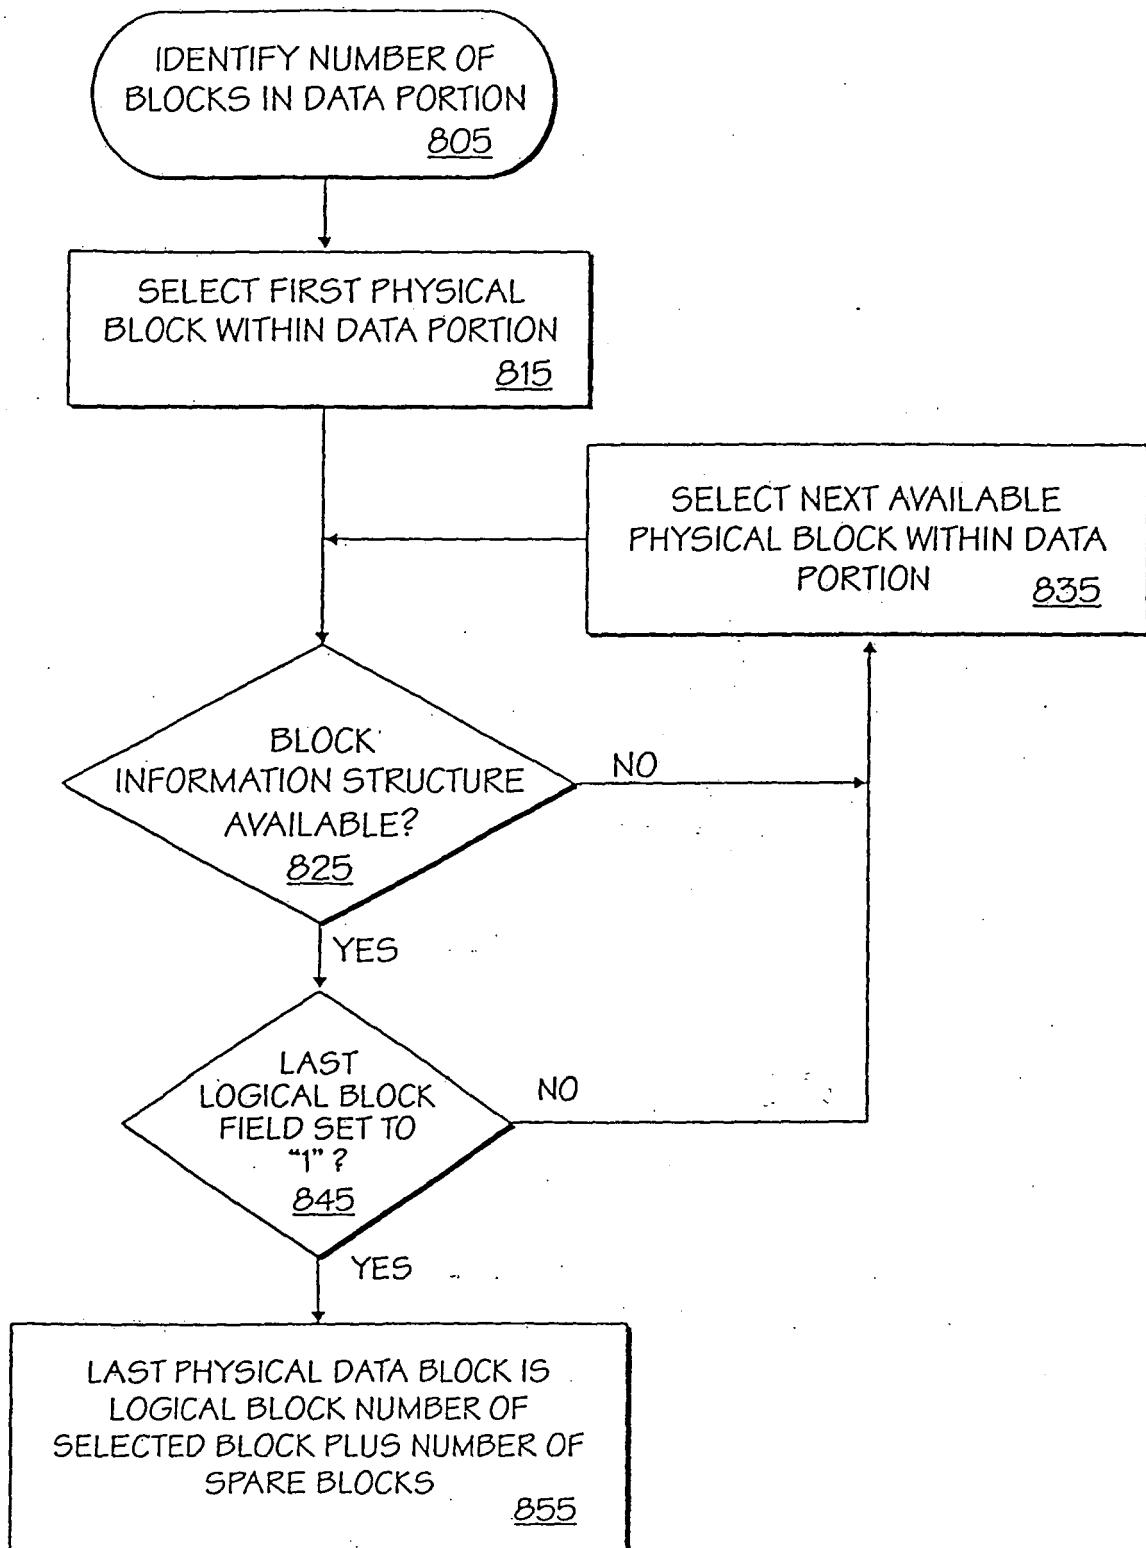 IDENTIFY NUMBER OF
BLOCKS IN DATA PORTION
805
SELECT FIRST PHYSICAL
BLOCK WITHIN DATA PORTION
815
SELECT NEXT AVAILABLE
PHYSICAL BLOCK WITHIN DATA
PORTION 835
BLOCK
INFORMATION STRUCTURE
AVAILABLE?
825
NO
YES
LAST
LOGICAL BLOCK
FIELD SET TO
“1” ?
845
NO
YES
LAST PHYSICAL DATA BLOCK IS
LOGICAL BLOCK NUMBER OF
SELECTED BLOCK PLUS NUMBER OF
SPARE BLOCKS
855